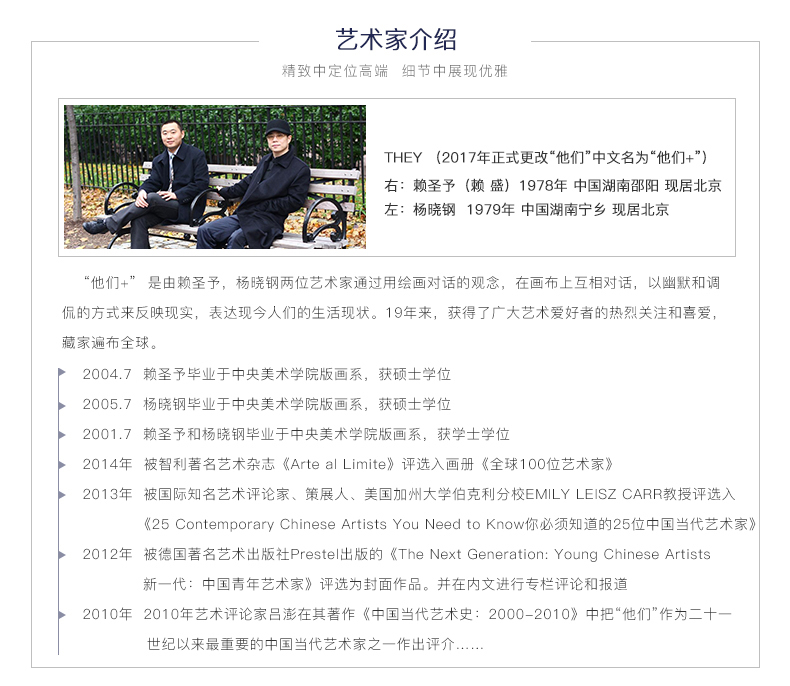 艺术家介绍
精致中定位高端 细节中展现优雅
THEY （2017年正式更改“他们”中文名为“他们+”）
右：赖圣予（赖 盛）1978年 中国湖南邵阳 现居北京
左：杨晓钢 1979年 中国湖南宁乡 现居北京
“他们+” 是由赖圣予，杨晓钢两位艺术家通过用绘画对话的观念，在画布上互相对话，以幽默和调
侃的方式来反映现实，表达现今人们的生活现状。19年来，获得了广大艺术爱好者的热烈关注和喜爱，
藏家遍布全球。
2004.7 赖圣予毕业于中央美术学院版画系，获硕士学位
2005.7 杨晓钢毕业于中央美术学院版画系，获硕士学位
2001.7 赖圣予和杨晓钢毕业于中央美术学院版画系，获学士学位
2014年 被智利著名艺术杂志《Arte al Limite》评选入画册《全球100位艺术家》
2013年 被国际知名艺术评论家、策展人、美国加州大学伯克利分校EMILY LEISZ CARR教授评选入
《25 Contemporary Chinese Artists You Need to Know你必须知道的25位中国当代艺术家》
2012年 被德国著名艺术出版社Prestel出版的《The Next Generation: Young Chinese Artists
新一代：中国青年艺术家》评选为封面作品。并在内文进行专栏评论和报道
2010年 2010年艺术评论家吕澎在其著作《中国当代艺术史：2000-2010》中把“他们”作为二十一
世纪以来最重要的中国当代艺术家之一作出评介……